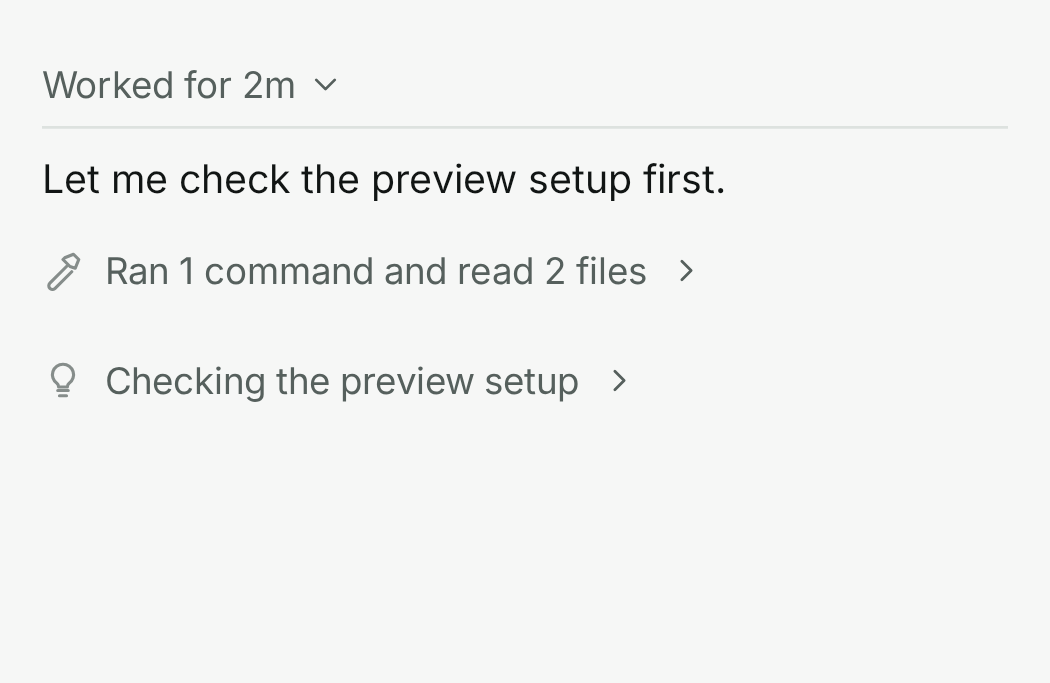 Worked for 2m
Let me check the preview setup first.
Ran 1 command and read 2 files
Checking the preview setup